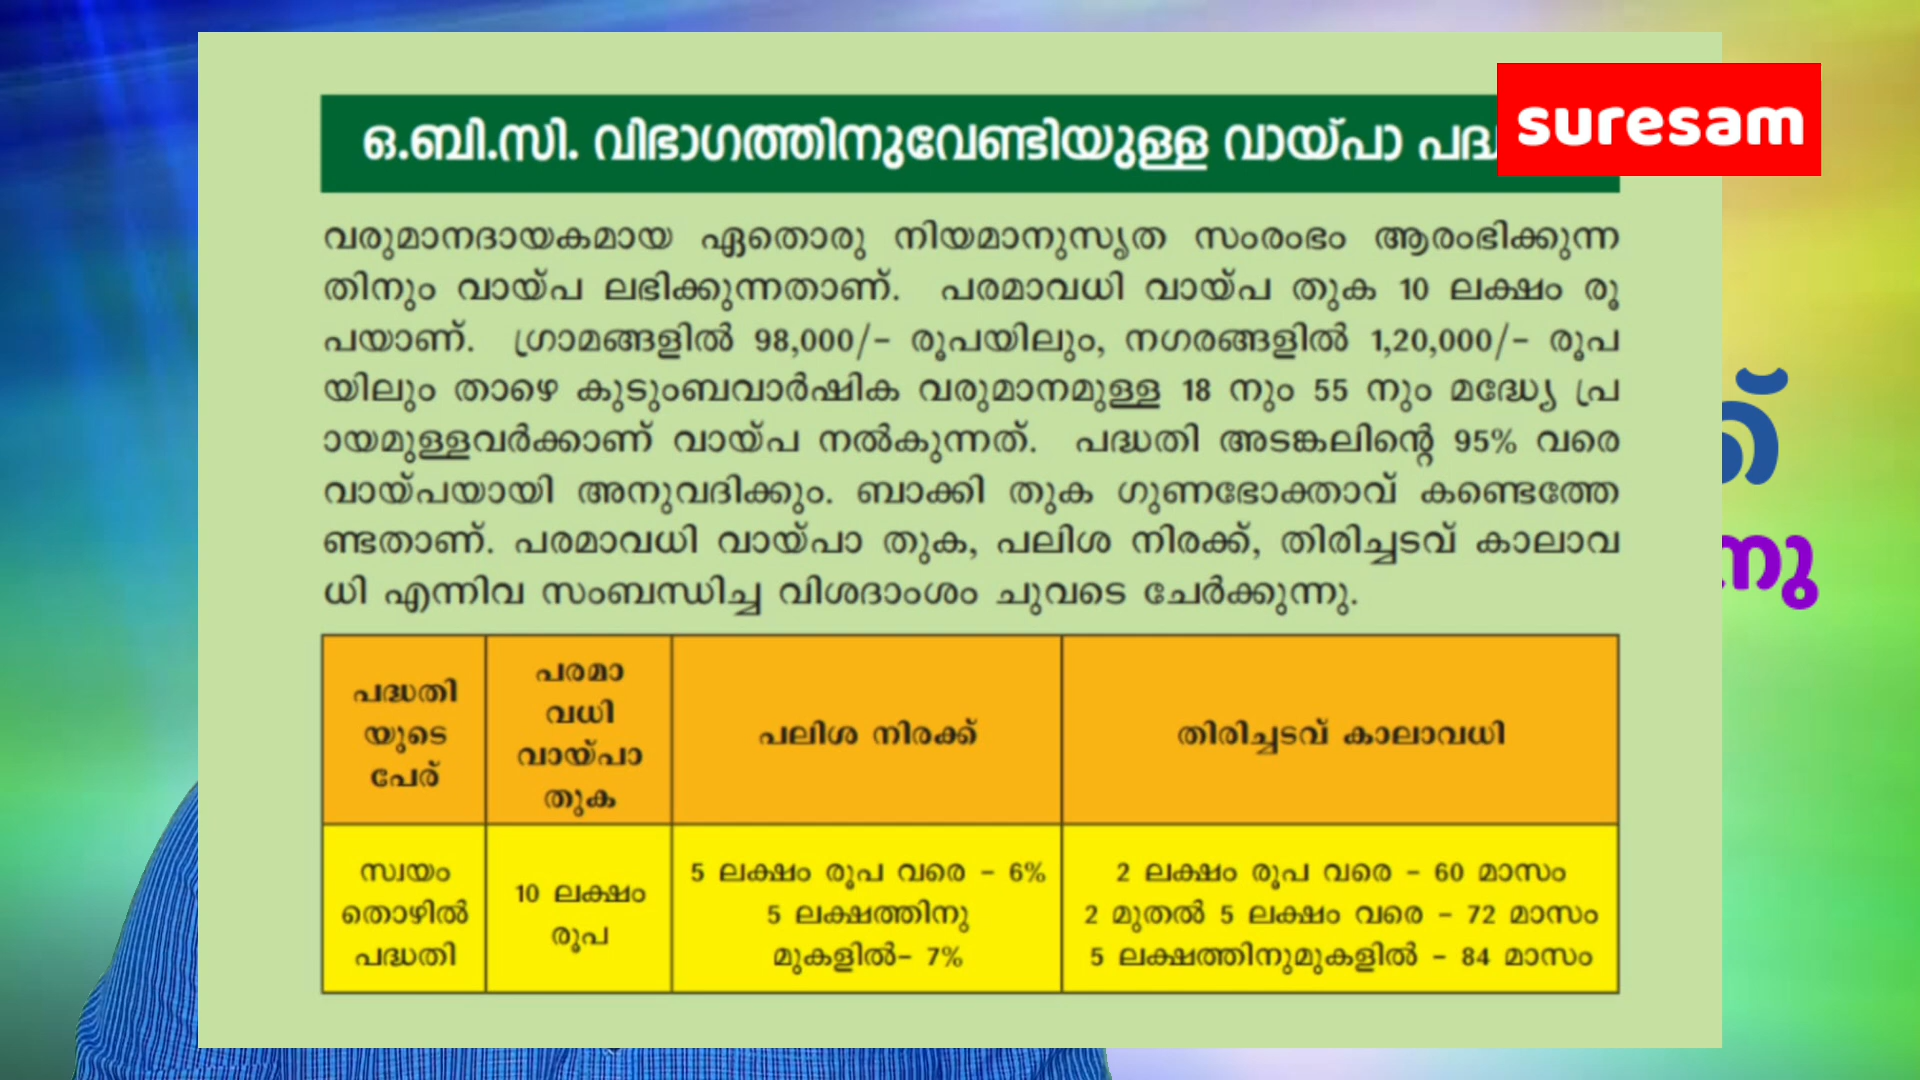 ഒ.ബി.സി. വിഭാഗത്തിനുവേണ്ടിയുള്ള വായ്പാ
suresam
വരുമാനദായകമായ ഏതൊരു നിയമാനുസൃത സംരംഭം ആരംഭിക്കുന്ന
തിനും വായ്പ ലഭിക്കുന്നതാണ്. പരമാവധി വായ്പ തുക 10 ലക്ഷം രൂ
പയാണ്. ഗ്രാമങ്ങളിൽ 98,000/- രൂപയിലും, നഗരങ്ങളിൽ 1,20,000/- രൂപ
യിലും താഴെ കുടുംബവാർഷിക വരുമാനമുള്ള 18 നും 55 നും മദ്ധ്യേ പ്ര
ായമുള്ളവർക്കാണ് വായ്പ നൽകുന്നത്. പദ്ധതി അടങ്കലിന്റെ 95% വരെ
വായ്പയായി അനുവദിക്കും. ബാക്കി തുക ഗുണഭോക്താവ് കണ്ടെത്തേ
ണ്ടതാണ്. പരമാവധി വായ്പാ തുക, പലിശ നിരക്ക്, തിരിച്ചടവ് കാലാവ
ധി എന്നിവ സംബന്ധിച്ച വിശദാംശം ചുവടെ ചേർക്കുന്നു.
പദ്ധതി
യുടെ
പേര്
പരമാ
വധി
വായ്പാ
തുക
പലിശ നിരക്ക്
തിരിച്ചടവ് കാലാവധി
സ്വയം
തൊഴിൽ
പദ്ധതി
10 ലക്ഷം
രൂപ
5 ലക്ഷം രൂപ വരെ - 6%
5 ലക്ഷത്തിനു
മുകളിൽ- 7%
2 ലക്ഷം രൂപ വരെ - 60 മാസം
2 മുതൽ 5 ലക്ഷം വരെ - 72 മാസം
5 ലക്ഷത്തിനുമുകളിൽ - 84 മാസം